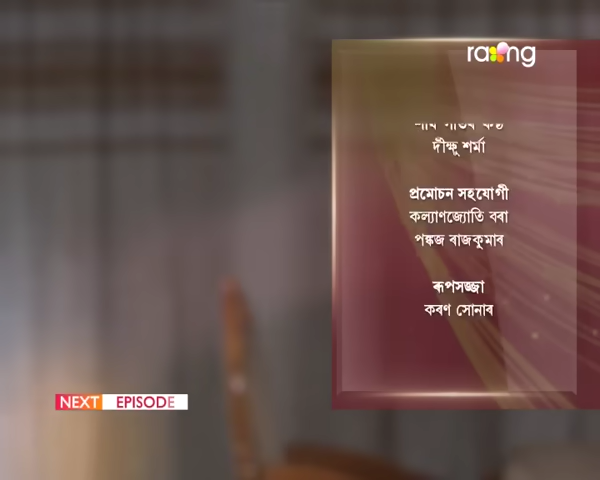 rang
দীক্ষু শৰ্মা
প্ৰমোচন সহযোগী
কল্যাণজ্যোতি বৰা
পঙ্কজ ৰাজকুমাৰ
ৰূপসজ্জা
কৰণ সোনাৰ
NEXT EPISODE